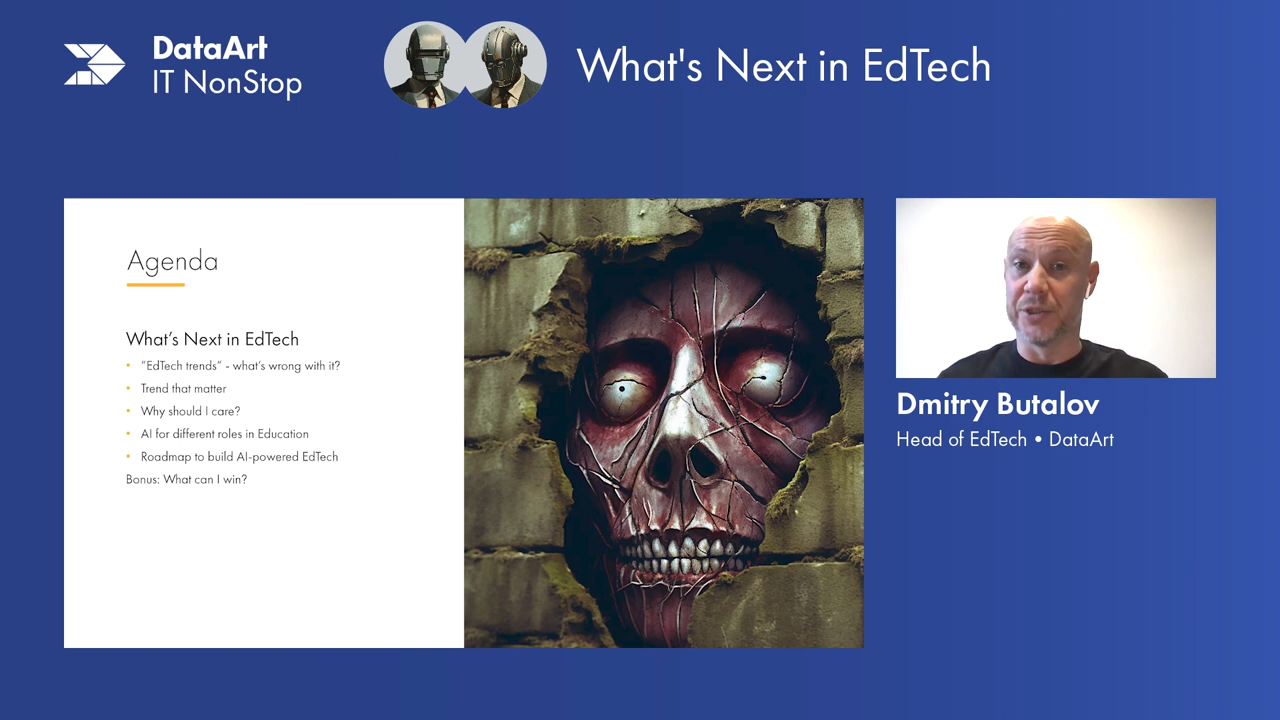 DataArt
IT NonStop
What's Next in EdTech
Agenda
What’s Next in EdTech
• “EdTech trends” - what’s wrong with it?
• Trend that matter
• Why should I care?
• AI for different roles in Education
• Roadmap to build AI-powered EdTech
Bonus: What can I win?
Dmitry Butalov
Head of EdTech • DataArt